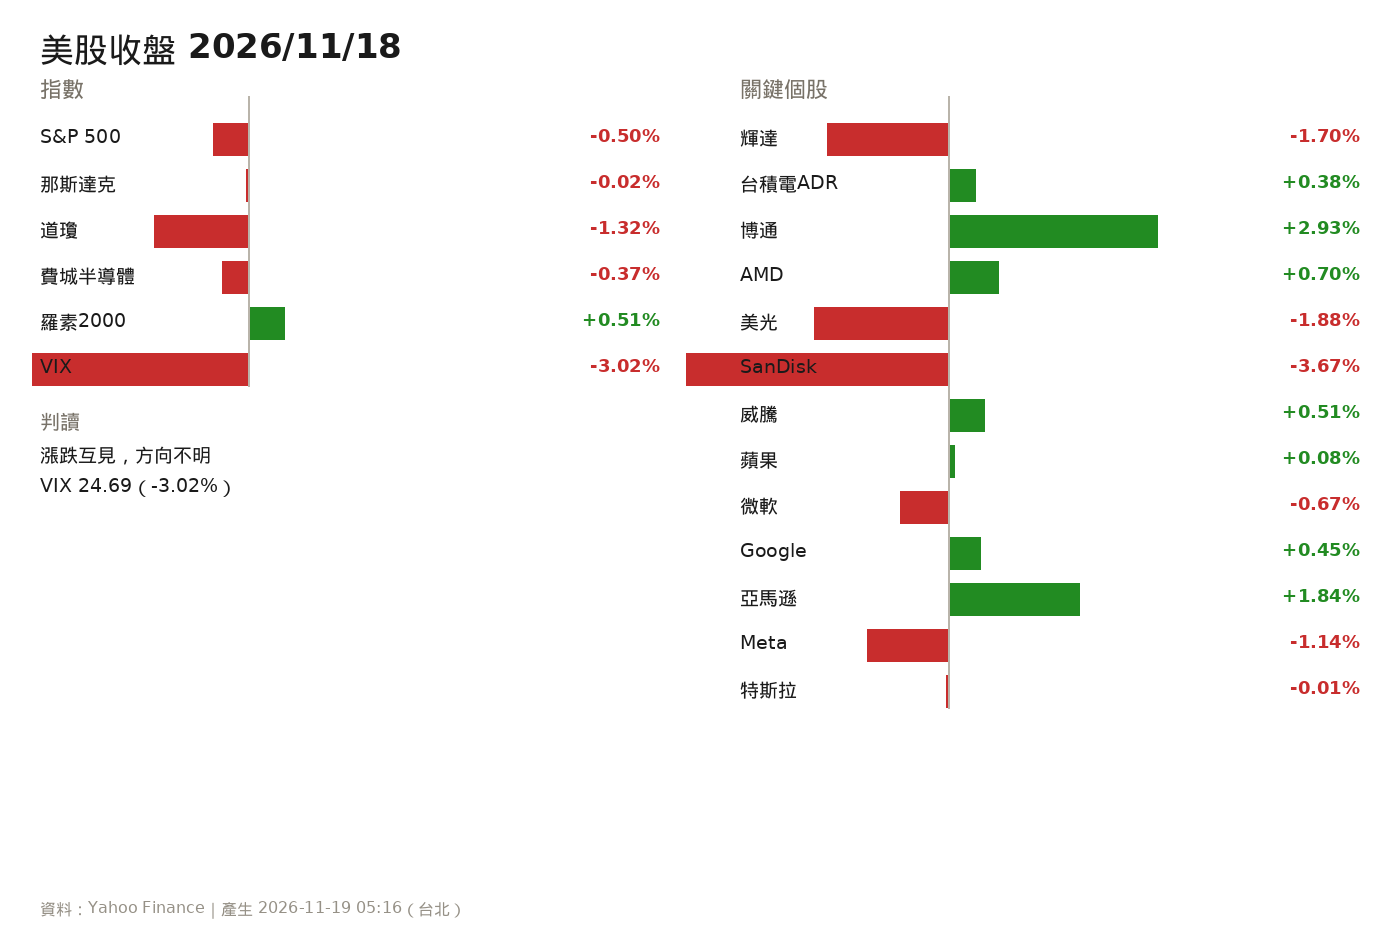 美股收盤 2026/11/18
指數
S&P 500 -0.50%
那斯達克 -0.02%
道瓊 -1.32%
費城半導體 -0.37%
羅素2000 +0.51%
VIX -3.02%
判讀
漲跌互見，方向不明
VIX 24.69（-3.02%）
關鍵個股
輝達 -1.70%
台積電ADR +0.38%
博通 +2.93%
AMD +0.70%
美光 -1.88%
SanDisk -3.67%
威騰 +0.51%
蘋果 +0.08%
微軟 -0.67%
Google +0.45%
亞馬遜 +1.84%
Meta -1.14%
特斯拉 -0.01%
資料：Yahoo Finance｜產生 2026-11-19 05:16（台北）